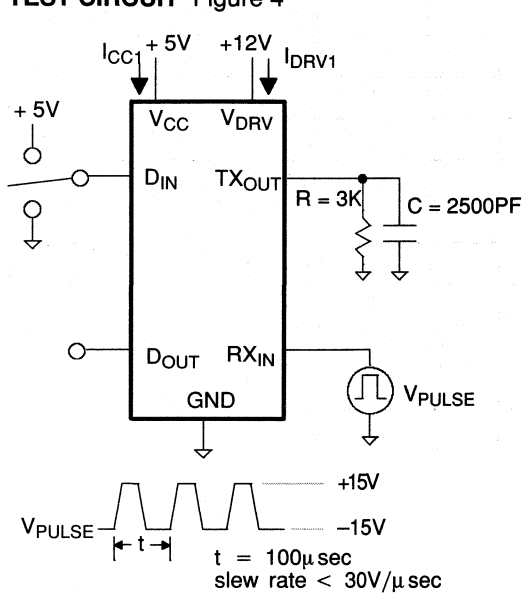 TEST CIRCUIT Figure 4
ICC1 + 5V +12V IDRV1
+ 5V
VCC VDRV
DIN TXOUT
R = 3K C = 2500PF
DOUT RXIN
GND
VPULSE
+15V
VPULSE –15V
t
t = 100μ sec
slew rate < 30V/μ sec